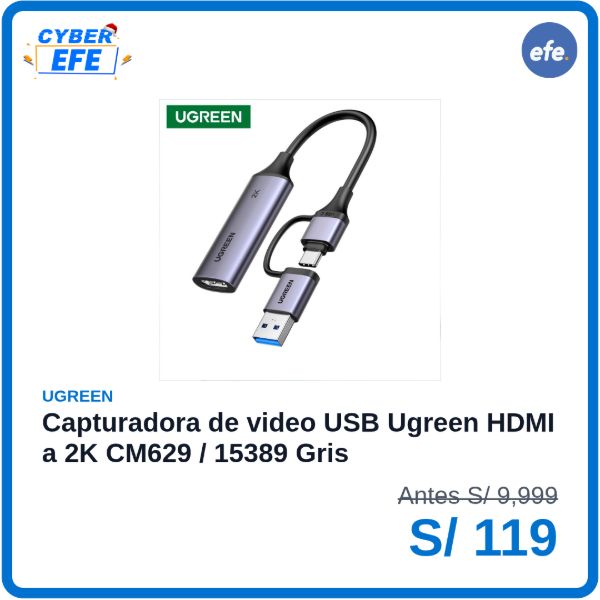 CYBER
EFE
efe.
UGREEN
2K
UGREEN
UGREEN
UGREEN
Capturadora de video USB Ugreen HDMI
a 2K CM629 / 15389 Gris
Antes S/ 9,999
S/ 119